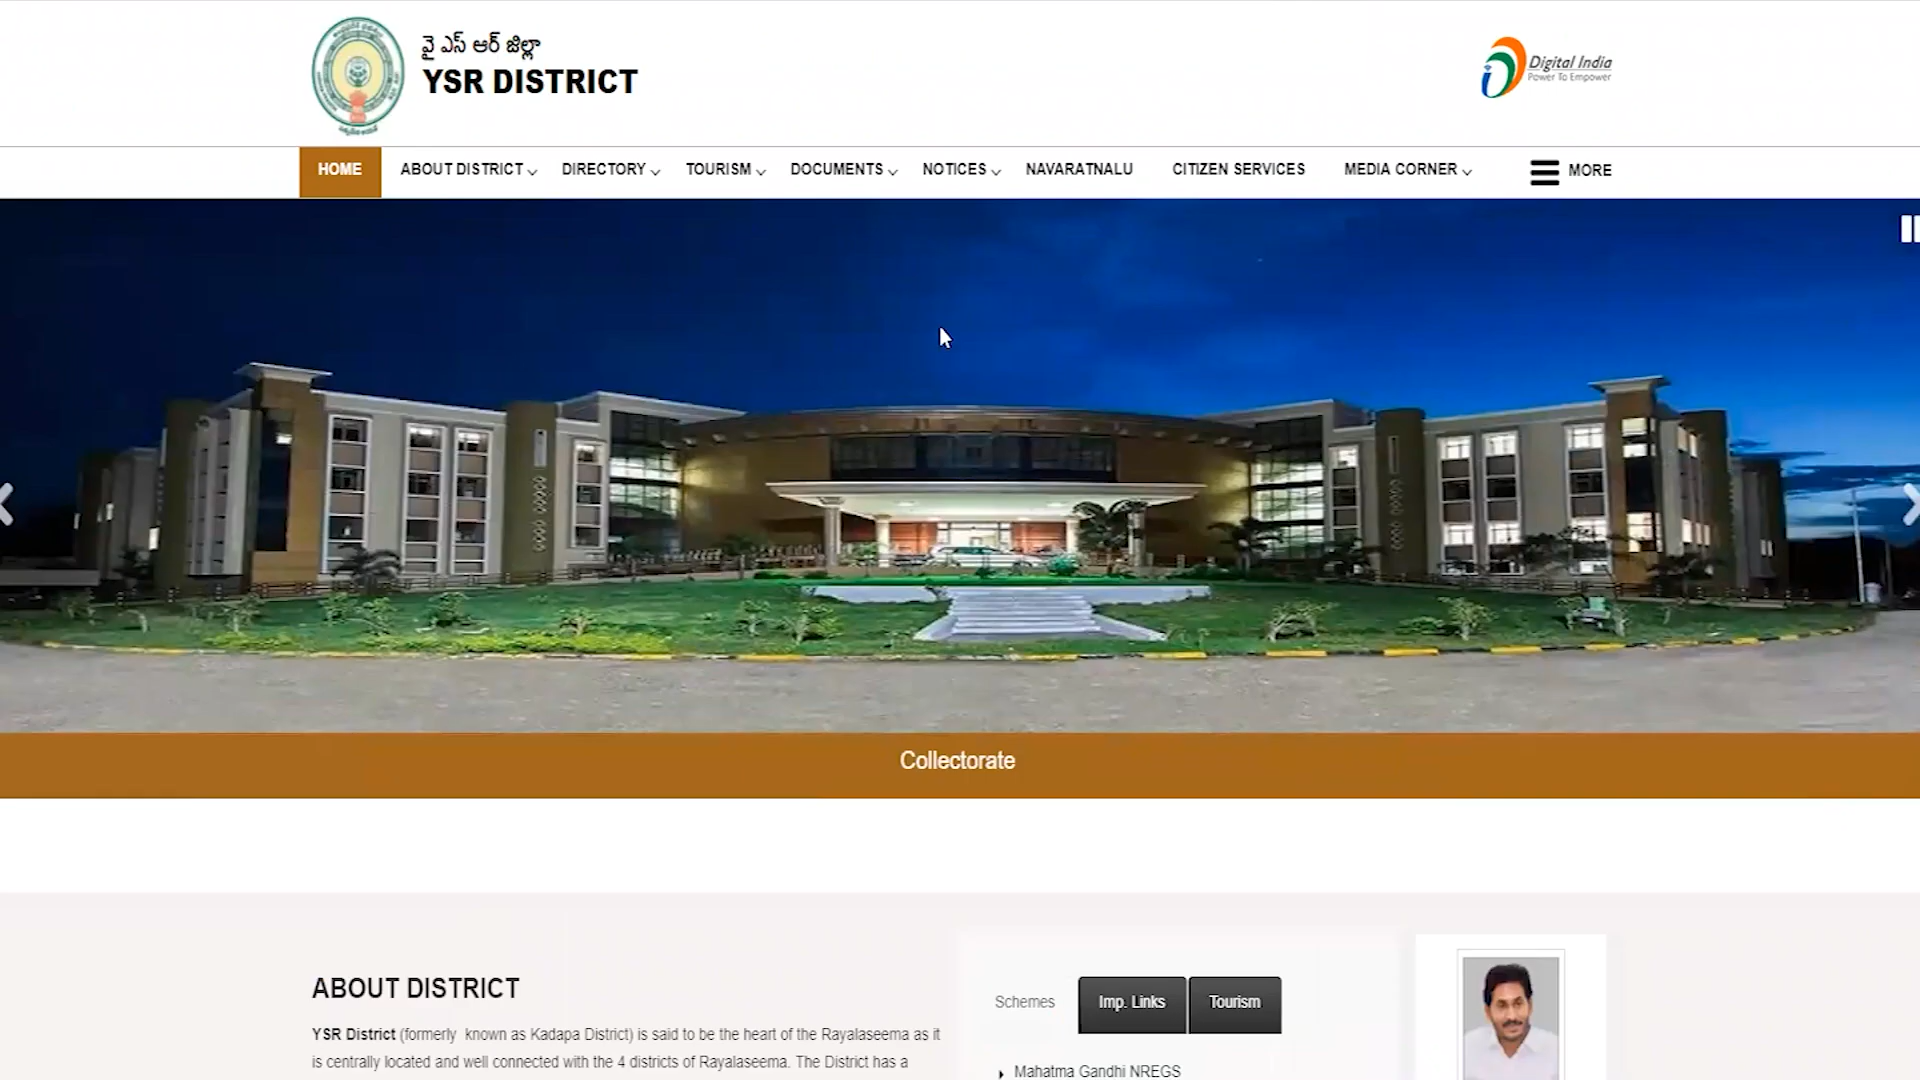 వై ఎస్ ఆర్ జిల్లా
YSR DISTRICT
Digital India
Power To Empower
HOME ABOUT DISTRICT DIRECTORY TOURISM DOCUMENTS NOTICES NAVARATNALU CITIZEN SERVICES MEDIA CORNER MORE
Collectorate
ABOUT DISTRICT
YSR District (formerly known as Kadapa District) is said to be the heart of the Rayalaseema as it
is centrally located and well connected with the 4 districts of Rayalaseema. The District has a
Schemes Imp. Links Tourism
Mahatma Gandhi NREGS